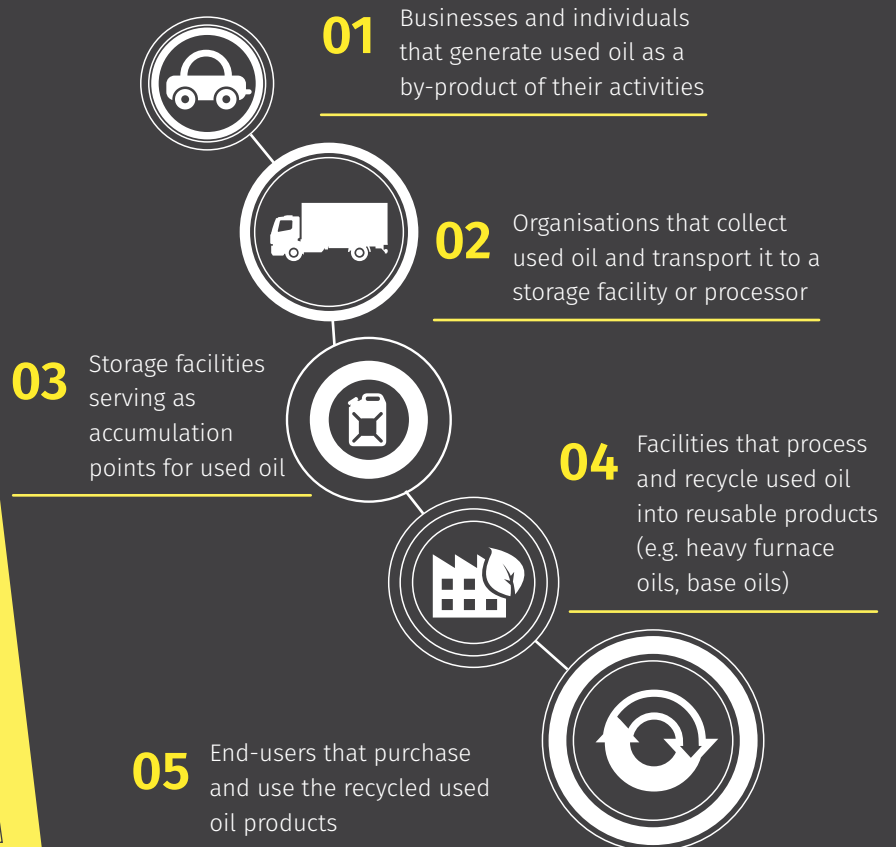 01
Businesses and individuals
that generate used oil as a
by-product of their activities
02
Organisations that collect
used oil and transport it to a
storage facility or processor
03
Storage facilities
serving as
accumulation
points for used oil
04
Facilities that process
and recycle used oil
into reusable products
(e.g. heavy furnace
oils, base oils)
05
End-users that purchase
and use the recycled used
oil products